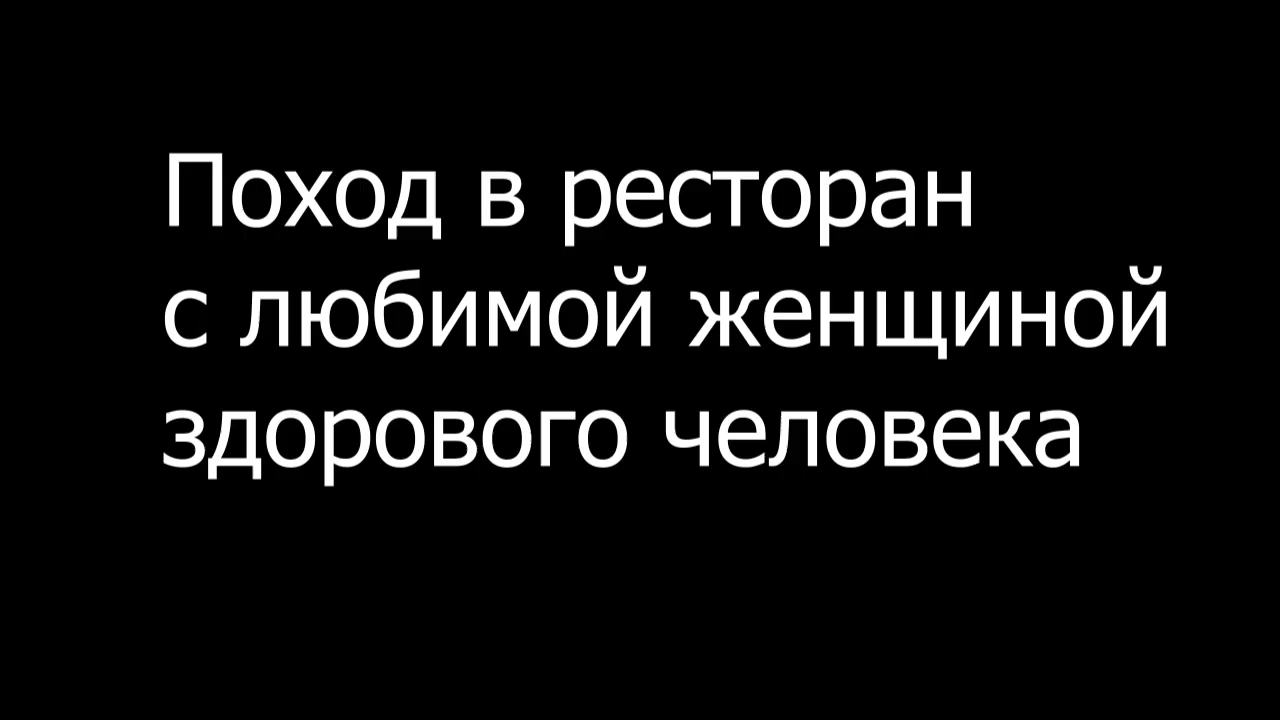 Поход в ресторан
с любимой женщиной
здорового человека